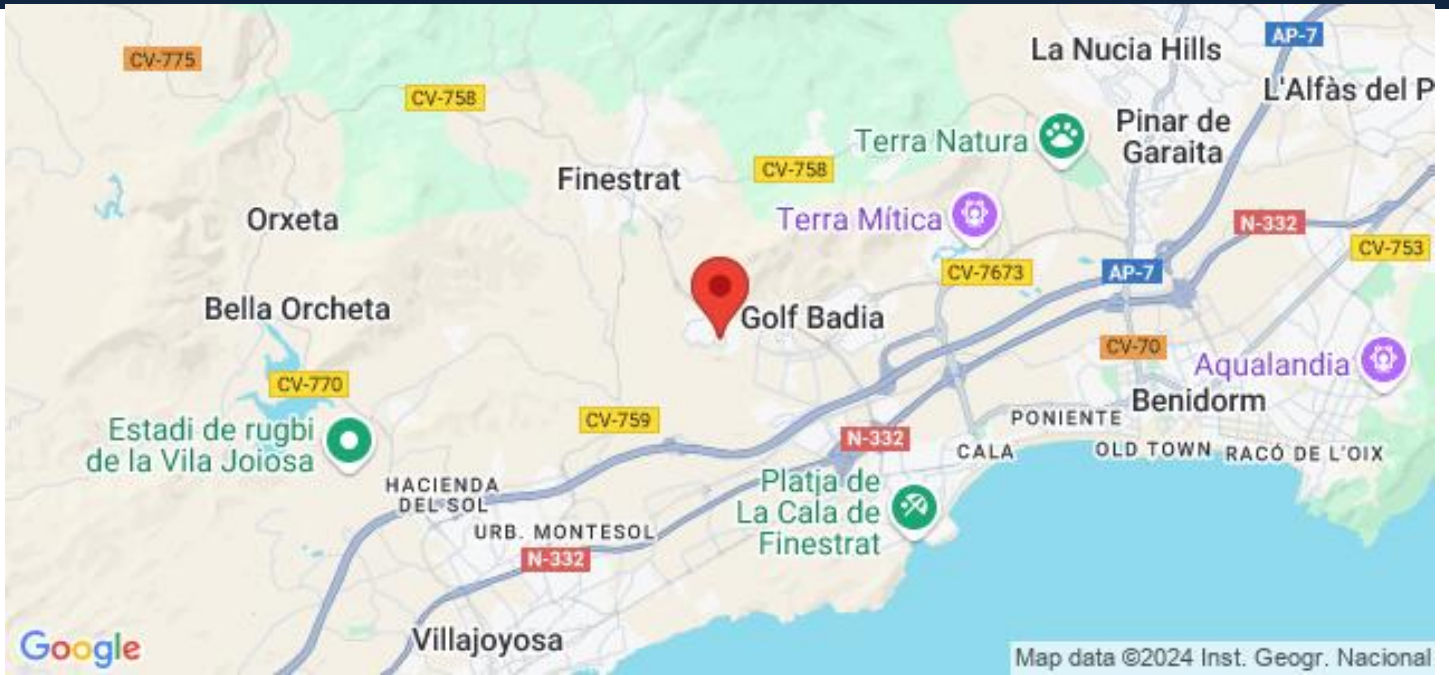 La Nucia Hills
AP-7
CV-775
L'Alfàs del P
CV-758
Pinar de
Garaita
Terra Natura
Finestrat
CV-758
Orxeta
Terra Mítica
N-332
CV-753
CV-7673
AP-7
Bella Orcheta
Golf Badia
CV-70
Aqualandia
CV-770
Benidorm
CV-759
PONIENTE
Estadi de rugbi
de la Vila Joiosa
N-332
CALA
OLD TOWN
RACÓ DE L'OIX
HACIENDA
DEL SOL
Platja de
La Cala de
Finestrat
URB. MONTESOL
N-332
Villajoyosa
Google
Map data ©2024 Inst. Geogr. Nacional